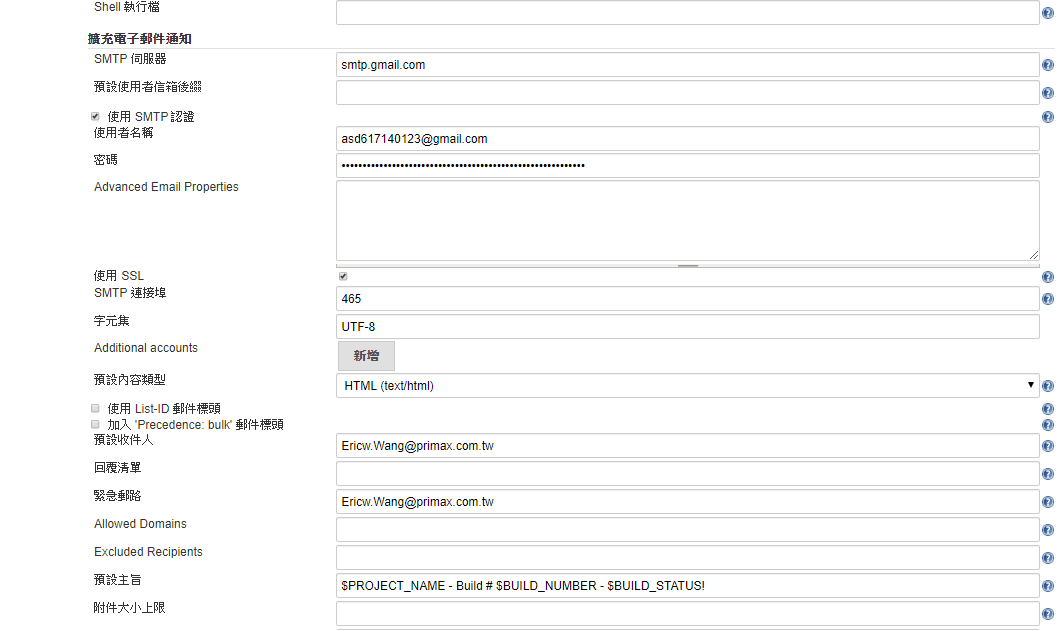 Shell 執行檔
擴充電子郵件通知
SMTP 伺服器
smtp.gmail.com
預設使用者信箱後綴
使用 SMTP 認證
使用者名稱
asd617140123@gmail.com
密碼
••••••••••••••••••••••••••••••••••••••••••••••••••••••••••
Advanced Email Properties
使用 SSL
SMTP 連接埠
465
字元集
UTF-8
Additional accounts
新增
預設內容類型
HTML (text/html)
使用 List-ID 郵件標頭
加入 'Precedence: bulk' 郵件標頭
預設收件人
Ericw.Wang@primax.com.tw
回覆清單
緊急郵路
Ericw.Wang@primax.com.tw
Allowed Domains
Excluded Recipients
預設主旨
$PROJECT_NAME - Build # $BUILD_NUMBER - $BUILD_STATUS!
附件大小上限